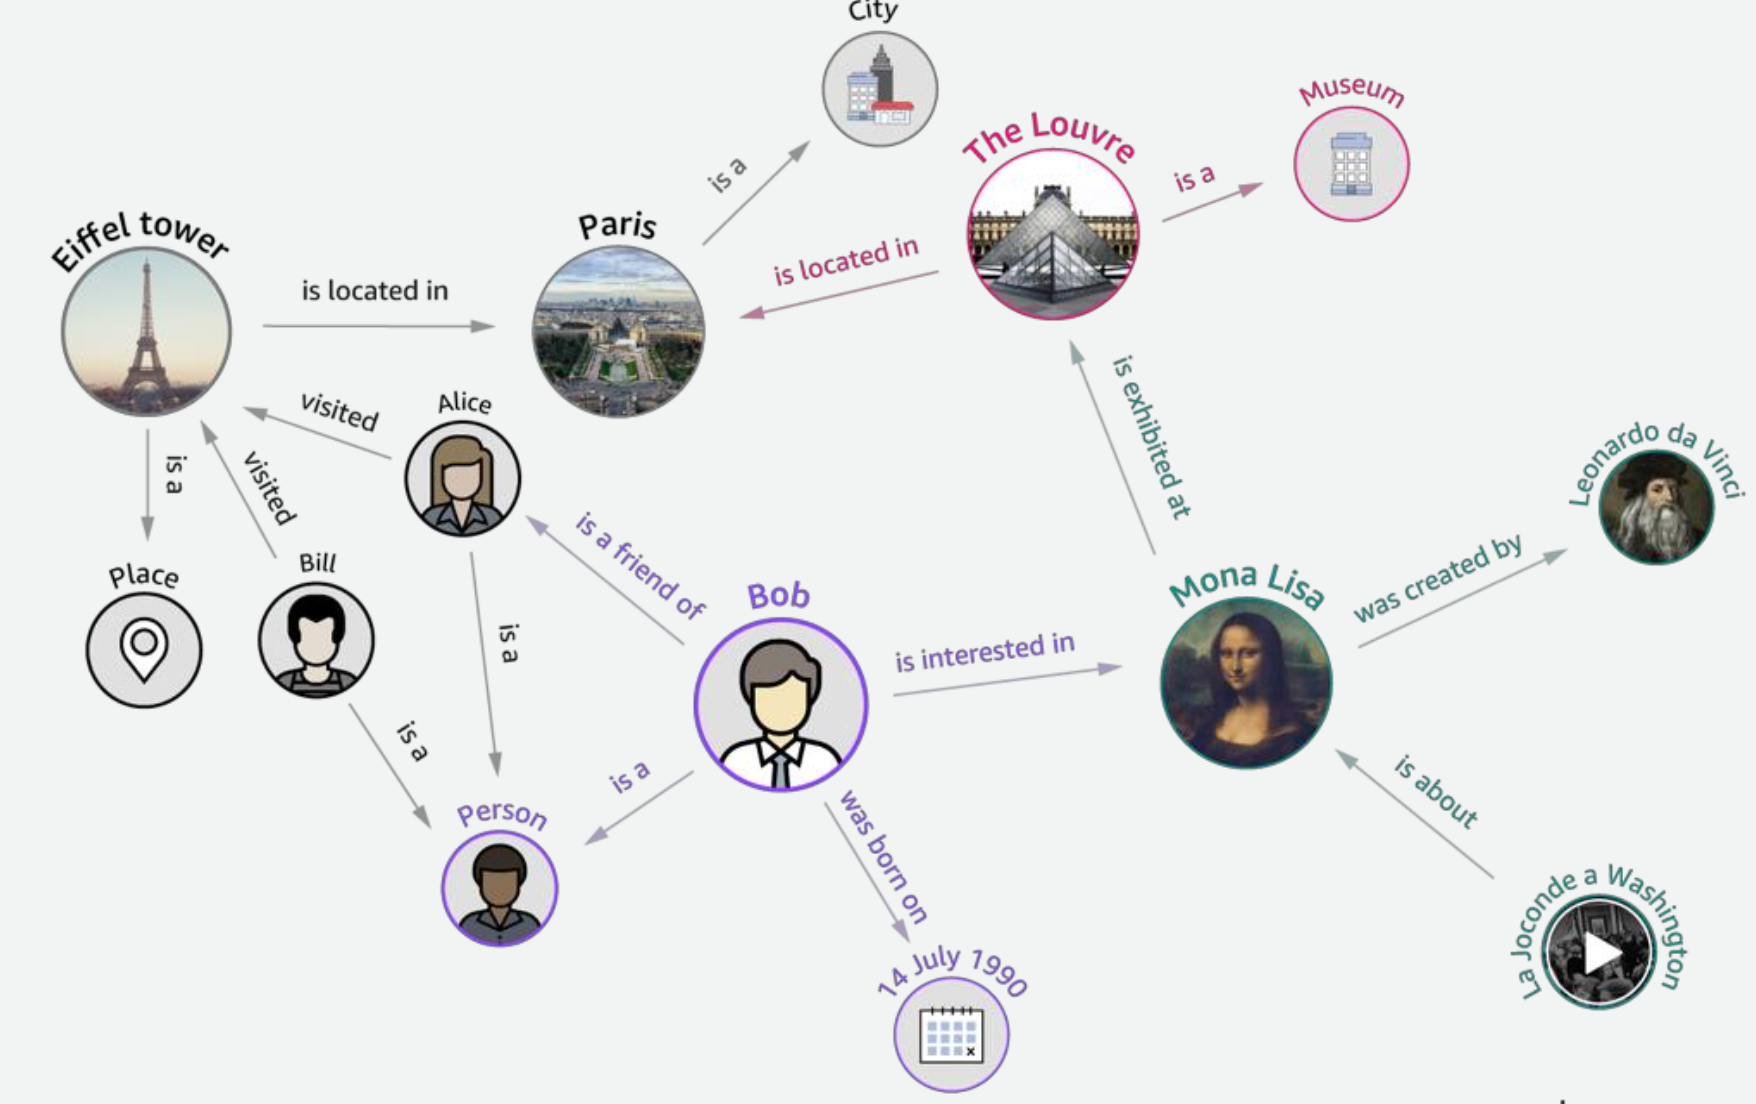 City
Museum
The Louvre
is a
is a
Paris
Eiffel tower
is located in
is located in
visited
Alice
is exhibited at
Leonardo da Vinci
is a
visited
is a friend of
was created by
Place
Bill
Bob
Mona Lisa
is interested in
is a
is a
is a
is about
Person
was born on
La Joconde a Washington
14 July 1990